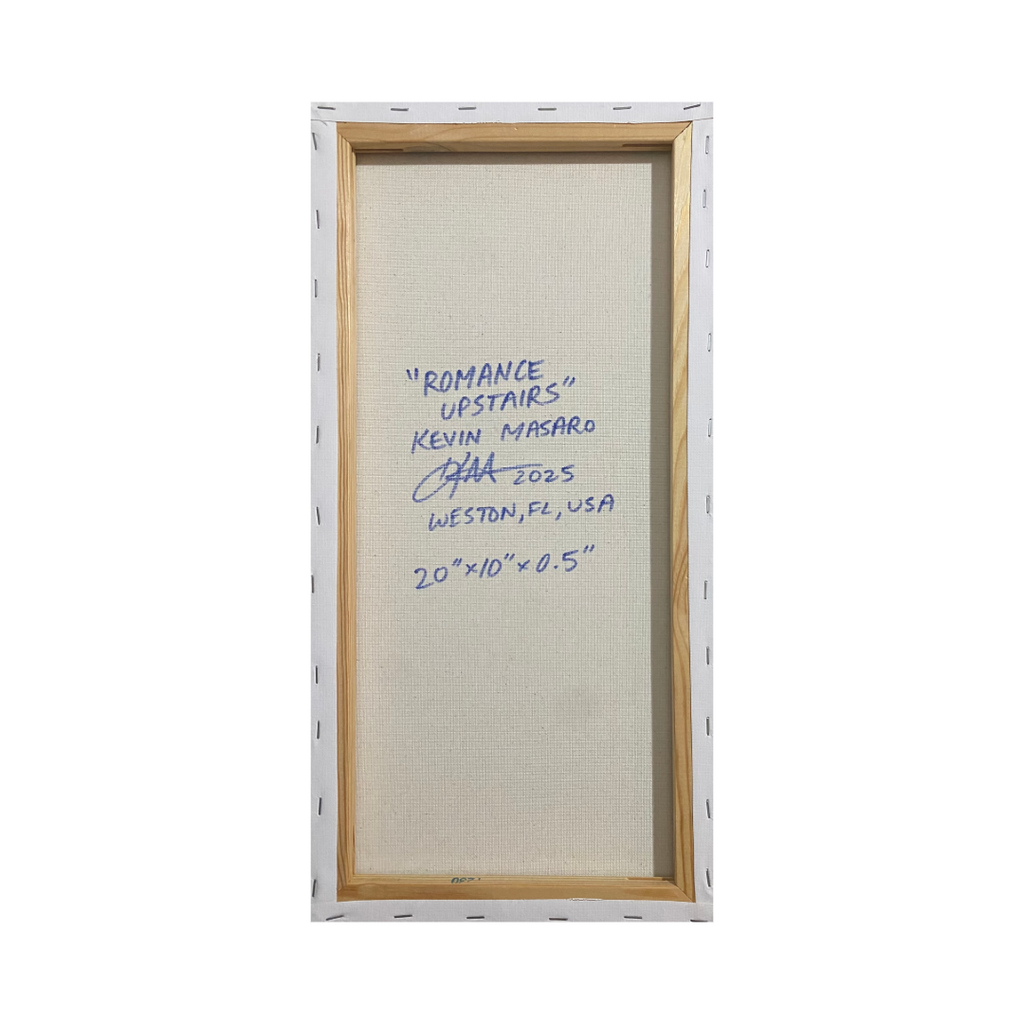 "ROMANCE
UPSTAIRS"
KEVIN MASARO
2025
WESTON, FL, USA
20"x10"x0.5"